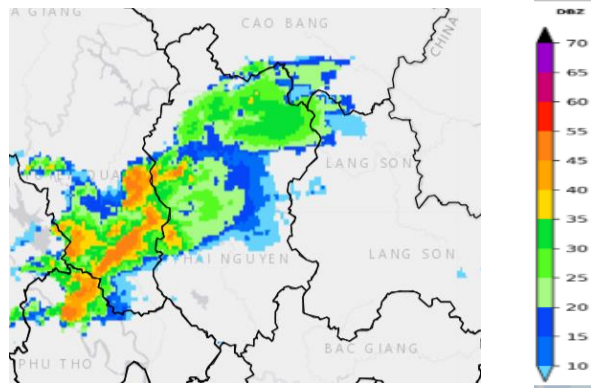 A GIANG
CAO BANG
CHINA
DBZ
70
65
60
55
45
40
35
30
25
20
15
10
QUA
LANG SON
HAI NGUYEN
LANG SON
BAC GIANG
PHU THO